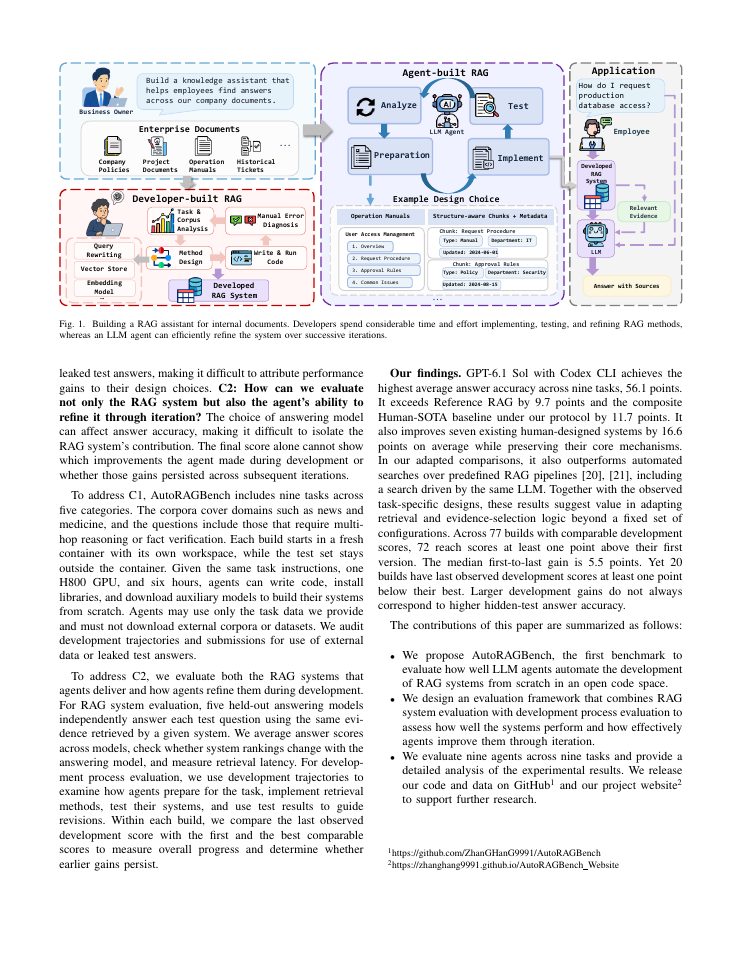 Build a knowledge assistant that
helps employees find answers
across our company documents.
Business Owner
Enterprise Documents
Company
Policies
Project
Documents
Operation
Manuals
Historical
Tickets
...
Developer-built RAG
Task &
Corpus
Analysis
Manual Error
Diagnosis
Query
Rewriting
Vector Store
Embedding
Model
Method
Design
Write & Run
Code
Developed
RAG System
Agent-built RAG
Analyze
LLM Agent
Test
Preparation
Implement
Example Design Choice
Operation Manuals
Structure-aware Chunks + Metadata
User Access Management
1. Overview
2. Request Procedure
3. Approval Rules
4. Common Issues
Chunk: Request Procedure
Type: Manual
Department: IT
Updated: 2024-06-01
Chunk: Approval Rules
Type: Policy
Department: Security
Updated: 2024-08-15
...
Application
How do I request
production
database access?
Employee
Developed
RAG
System
Relevant
Evidence
LLM
Answer with Sources
Fig. 1. Building a RAG assistant for internal documents. Developers spend considerable time and effort implementing, testing, and refining RAG methods,
whereas an LLM agent can efficiently refine the system over successive iterations.
leaked test answers, making it difficult to attribute performance
gains to their design choices. C2: How can we evaluate
not only the RAG system but also the agent's ability to
refine it through iteration? The choice of answering model
can affect answer accuracy, making it difficult to isolate the
RAG system's contribution. The final score alone cannot show
which improvements the agent made during development or
whether those gains persisted across subsequent iterations.
To address C1, AutoRAGBench includes nine tasks across
five categories. The corpora cover domains such as news and
medicine, and the questions include those that require multi-
hop reasoning or fact verification. Each build starts in a fresh
container with its own workspace, while the test set stays
outside the container. Given the same task instructions, one
H800 GPU, and six hours, agents can write code, install
libraries, and download auxiliary models to build their systems
from scratch. Agents may use only the task data we provide
and must not download external corpora or datasets. We audit
development trajectories and submissions for use of external
data or leaked test answers.
To address C2, we evaluate both the RAG systems that
agents deliver and how agents refine them during development.
For RAG system evaluation, five held-out answering models
independently answer each test question using the same evi-
dence retrieved by a given system. We average answer scores
across models, check whether system rankings change with the
answering model, and measure retrieval latency. For develop-
ment process evaluation, we use development trajectories to
examine how agents prepare for the task, implement retrieval
methods, test their systems, and use test results to guide
revisions. Within each build, we compare the last observed
development score with the first and the best comparable
scores to measure overall progress and determine whether
earlier gains persist.
Our findings. GPT-6.1 Sol with Codex CLI achieves the
highest average answer accuracy across nine tasks, 56.1 points.
It exceeds Reference RAG by 9.7 points and the composite
Human-SOTA baseline under our protocol by 11.7 points. It
also improves seven existing human-designed systems by 16.6
points on average while preserving their core mechanisms.
In our adapted comparisons, it also outperforms automated
searches over predefined RAG pipelines [20], [21], including
a search driven by the same LLM. Together with the observed
task-specific designs, these results suggest value in adapting
retrieval and evidence-selection logic beyond a fixed set of
configurations. Across 77 builds with comparable development
scores, 72 reach scores at least one point above their first
version. The median first-to-last gain is 5.5 points. Yet 20
builds have last observed development scores at least one point
below their best. Larger development gains do not always
correspond to higher hidden-test answer accuracy.
The contributions of this paper are summarized as follows:
• We propose AutoRAGBench, the first benchmark to
evaluate how well LLM agents automate the development
of RAG systems from scratch in an open code space.
• We design an evaluation framework that combines RAG
system evaluation with development process evaluation to
assess how well the systems perform and how effectively
agents improve them through iteration.
• We evaluate nine agents across nine tasks and provide a
detailed analysis of the experimental results. We release
our code and data on GitHub1 and our project website2
to support further research.
1https://github.com/ZhanGHanG9991/AutoRAGBench
2https://zhanghang9991.github.io/AutoRAGBench_Website